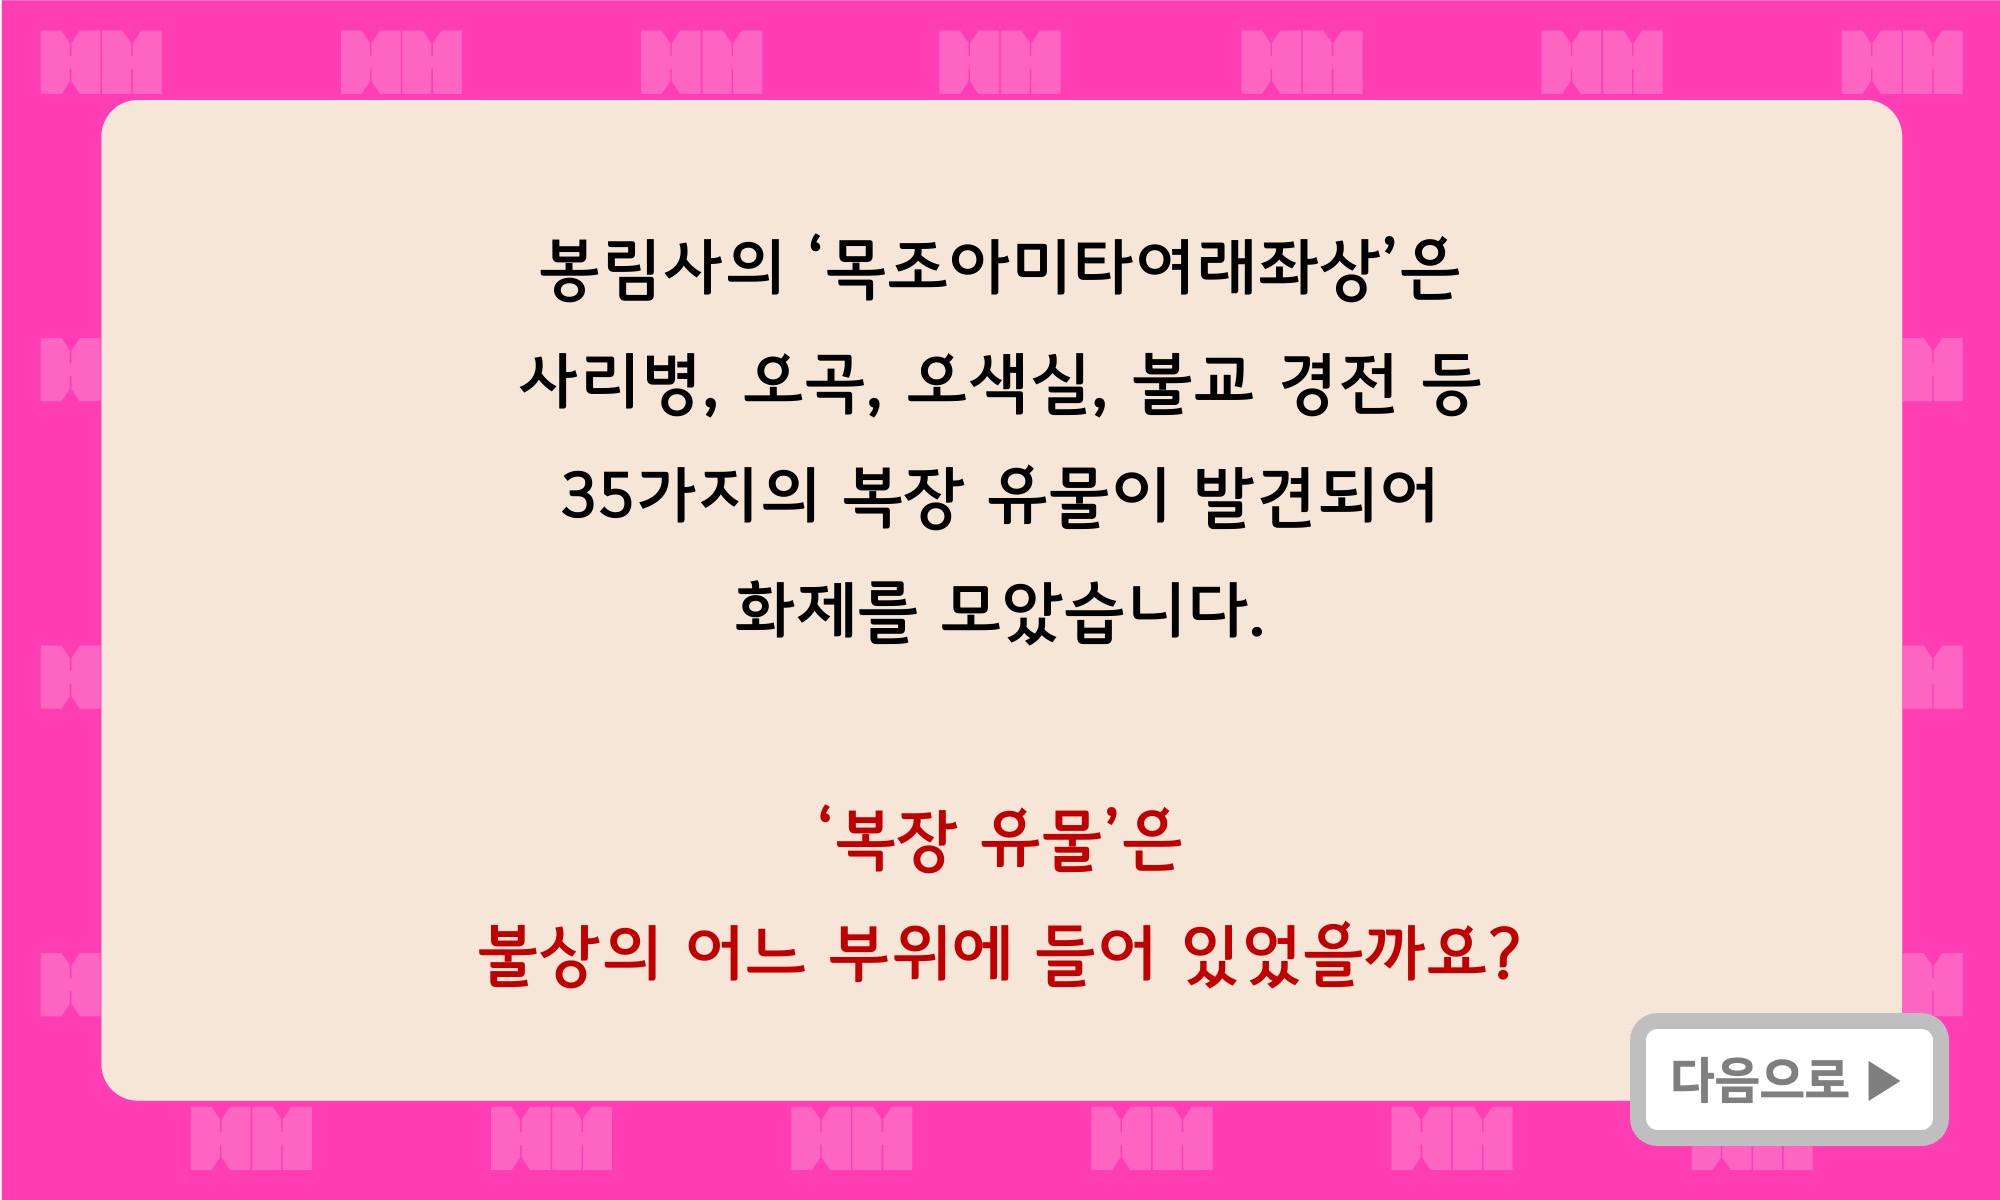 봉림사의 ‘목조아미타여래좌상’은
사리병, 오곡, 오색실, 불교 경전 등
35가지의 복장 유물이 발견되어
화제를 모았습니다.
‘복장 유물’은
불상의 어느 부위에 들어 있었을까요?
다음으로 ▶